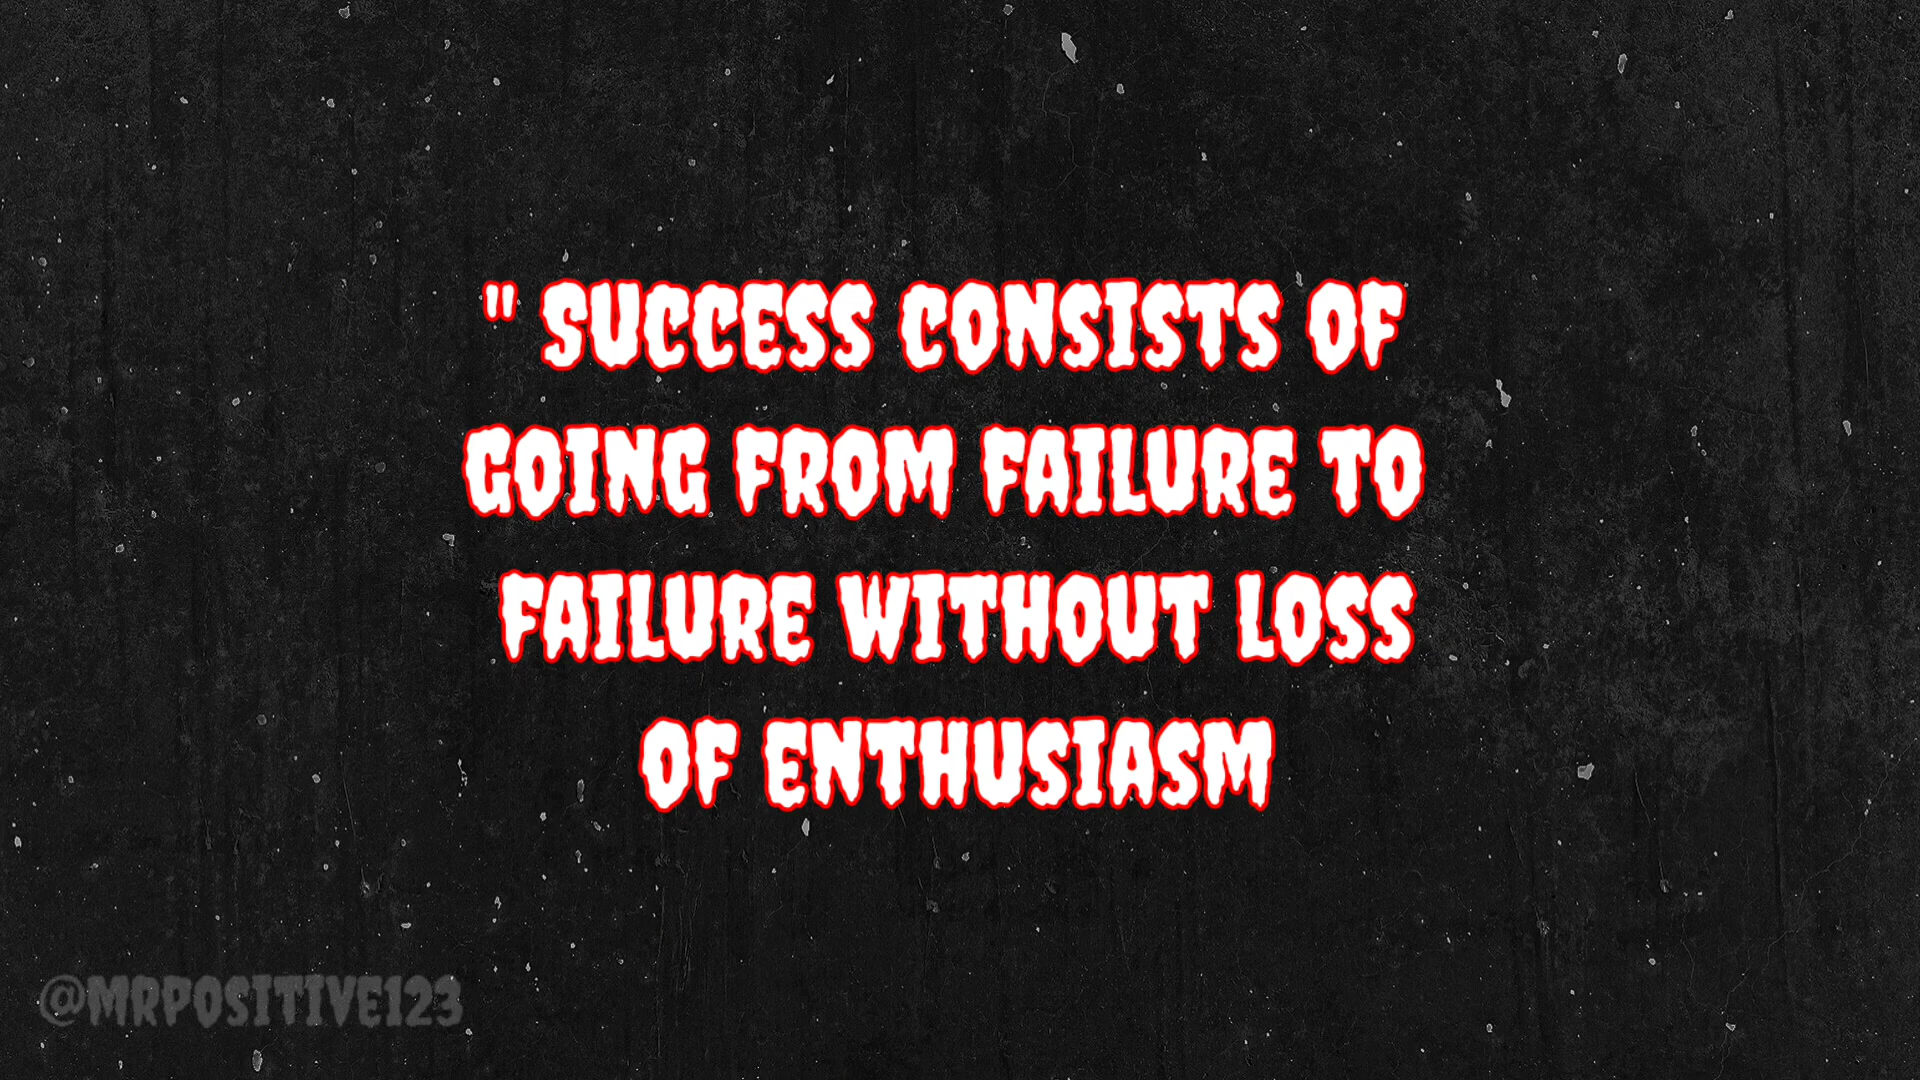 " SUCCESS CONSISTS OF
GOING FROM FAILURE TO
FAILURE WITHOUT LOSS
OF ENTHUSIASM
@MRPOSITIVE123